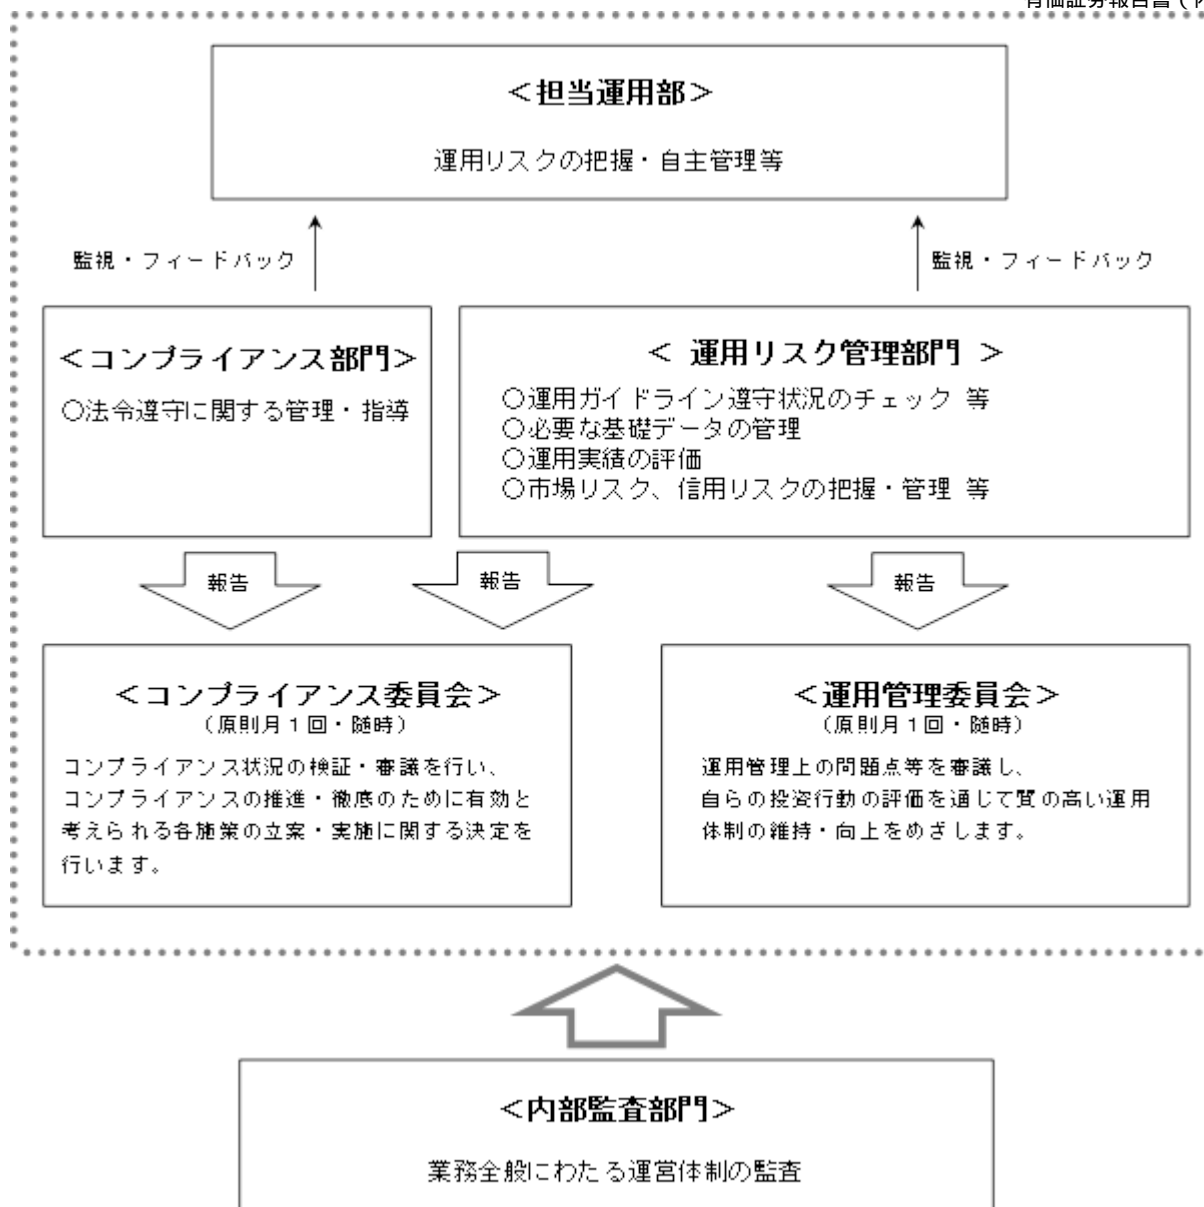 有価証券報告書（内
＜担当運用部＞
運用リスクの把握・自主管理等
監視・フィードバック
監視・フィードバック
＜コンプライアンス部門＞
○法令遵守に関する管理・指導
＜ 運用リスク管理部門 ＞
○運用ガイドライン遵守状況のチェック 等
○必要な基礎データの管理
○運用実績の評価
○市場リスク、信用リスクの把握・管理 等
報告
報告
報告
＜コンプライアンス委員会＞
（原則月１回・随時）
コンプライアンス状況の検証・審議を行い、
コンプライアンスの推進・徹底のために有効と
考えられる各施策の立案・実施に関する決定を
行います。
＜運用管理委員会＞
（原則月１回・随時）
運用管理上の問題点等を審議し、
自らの投資行動の評価を通じて質の高い運用
体制の維持・向上をめざします。
＜内部監査部門＞
業務全般にわたる運営体制の監査